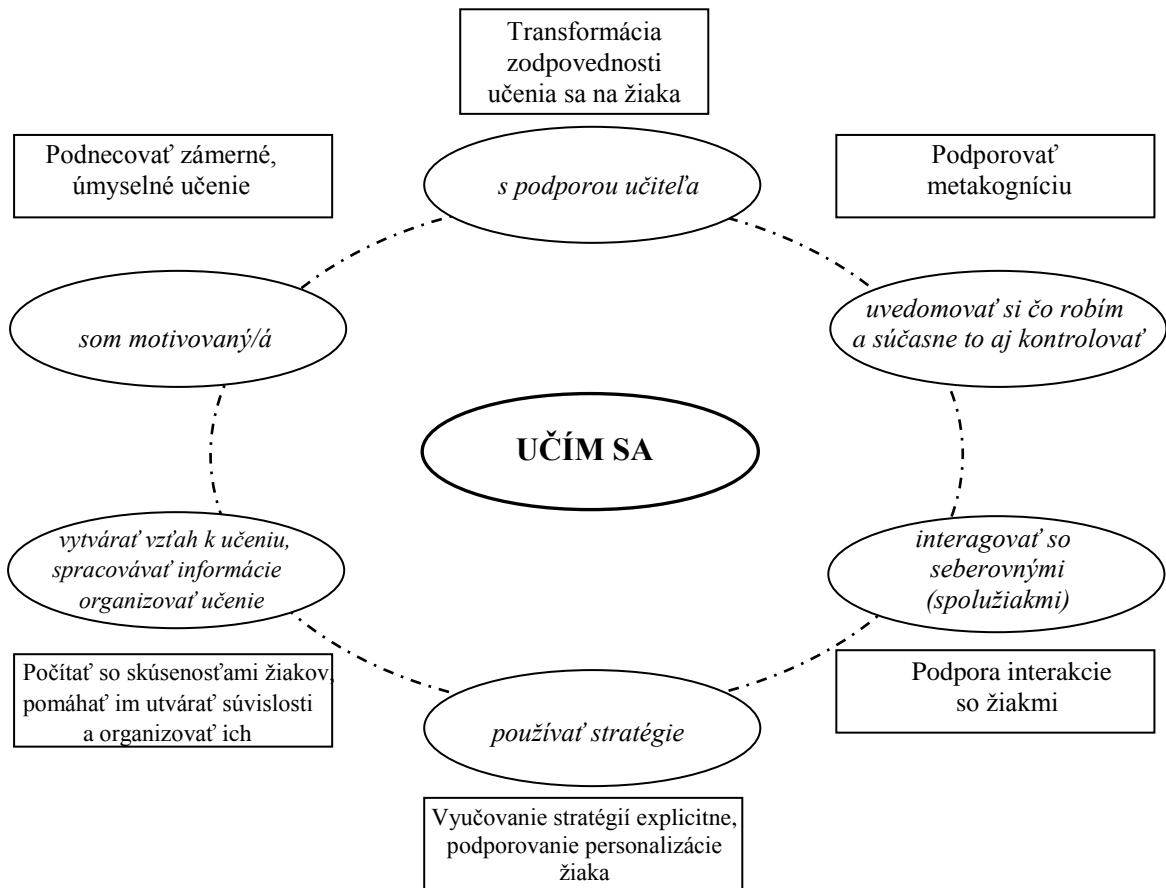 Transformácia
zodpovednosti
učenia sa na žiaka
Podnecovať zámerné,
úmyselné učenie
s podporou učiteľa
Podporovať
metakogníciu
som motivovaný/á
uvedomovať si čo robím
a súčasne to aj kontrolovať
UČÍM SA
vytvárať vzťah k učeniu,
spracovávať informácie
organizovať učenie
interagovať so
seberovnými
(spolužiakmi)
Počítať so skúsenosťami žiakov,
pomáhať im utvárať súvislosti
a organizovať ich
používať stratégie
Podpora interakcie
so žiakmi
Vyučovanie stratégií explicitne,
podporovanie personalizácie
žiaka